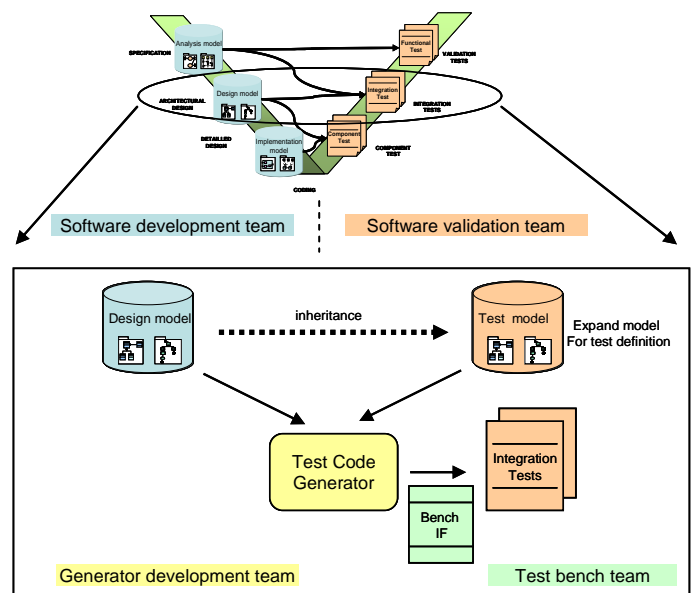 Analysis model
Functional
Test
SPECIFICATION
VALIDATION
TESTS
Design model
Integration
Test
ARCHITECTURAL
DESIGN
INTEGRATION
TESTS
Component
Test
DETAILLED
DESIGN
Implementation
model
COMPONENT
TEST
CODING
Software development team
Software validation team
Design model
inheritance
Test model
Expand model
For test definition
Test Code
Generator
Integration
Tests
Bench
IF
Generator development team
Test bench team